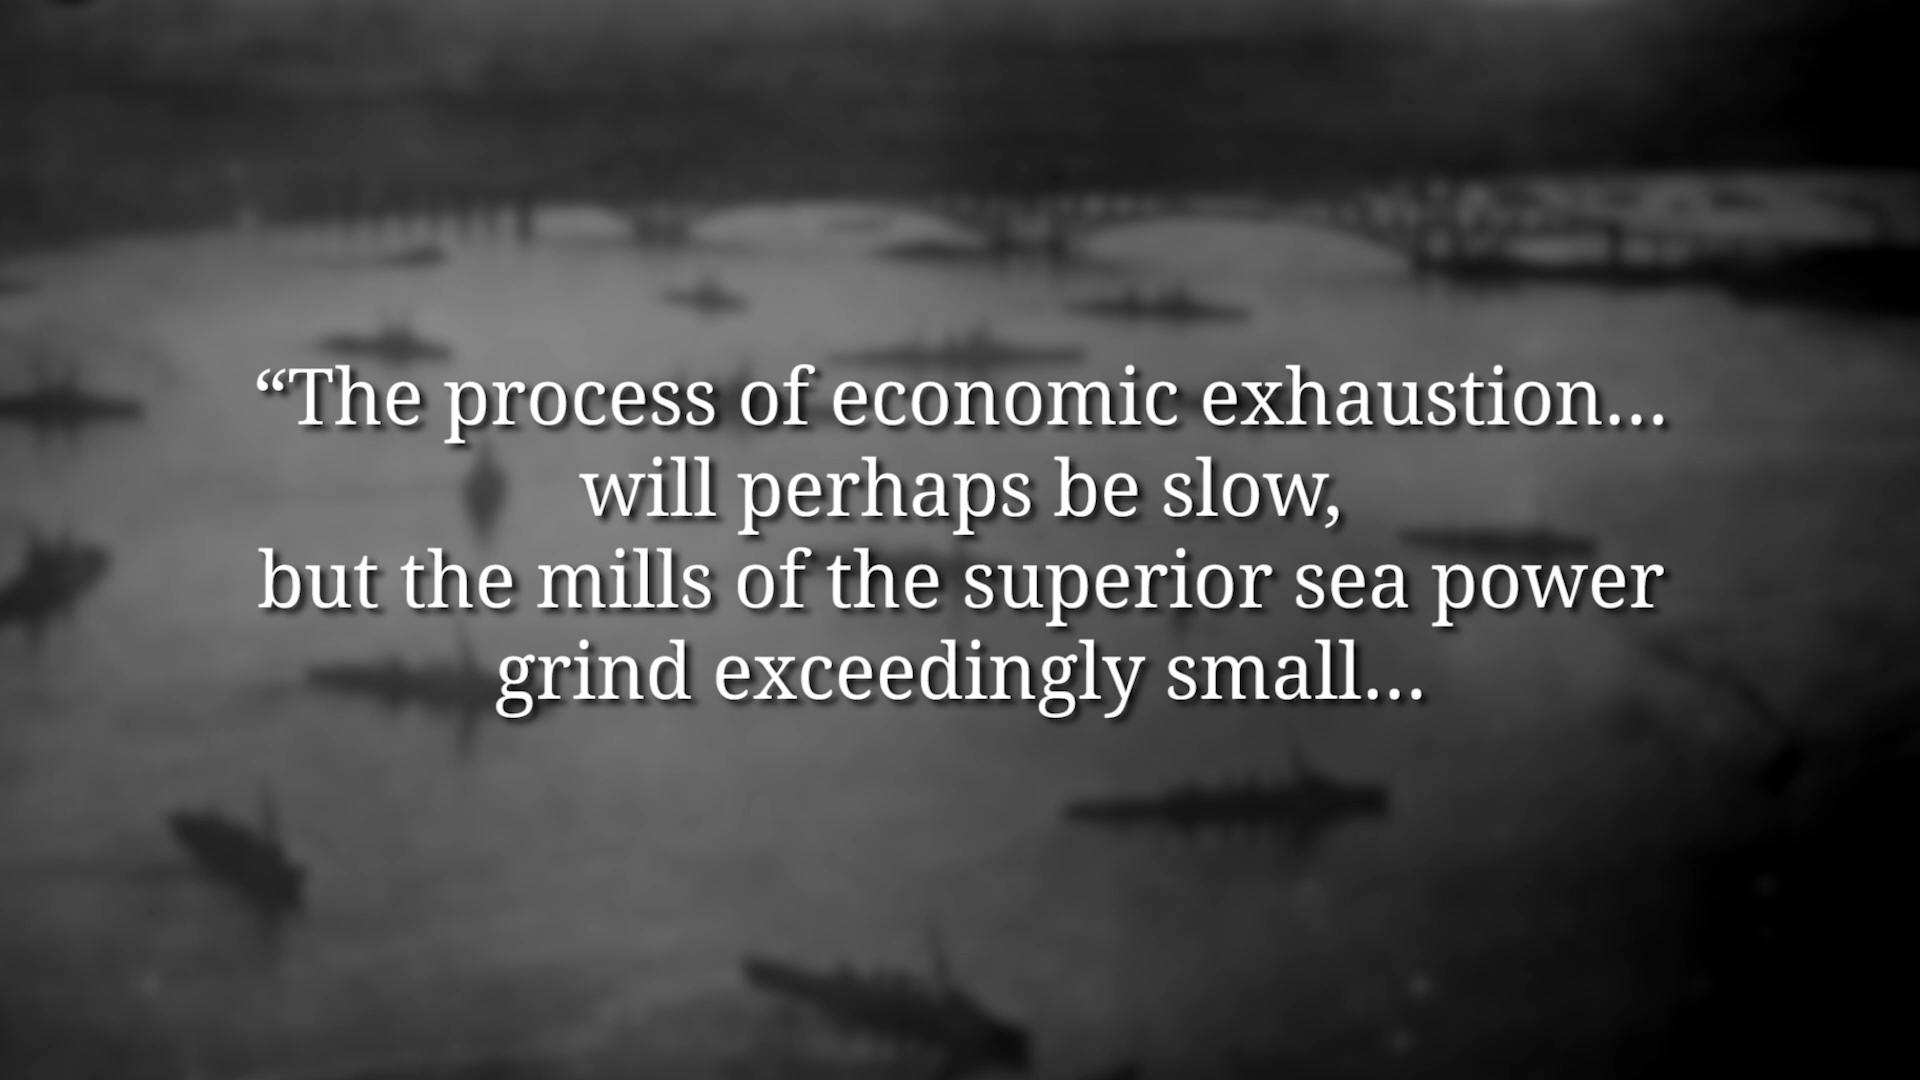 “The process of economic exhaustion...
will perhaps be slow,
but the mills of the superior sea power
grind exceedingly small...